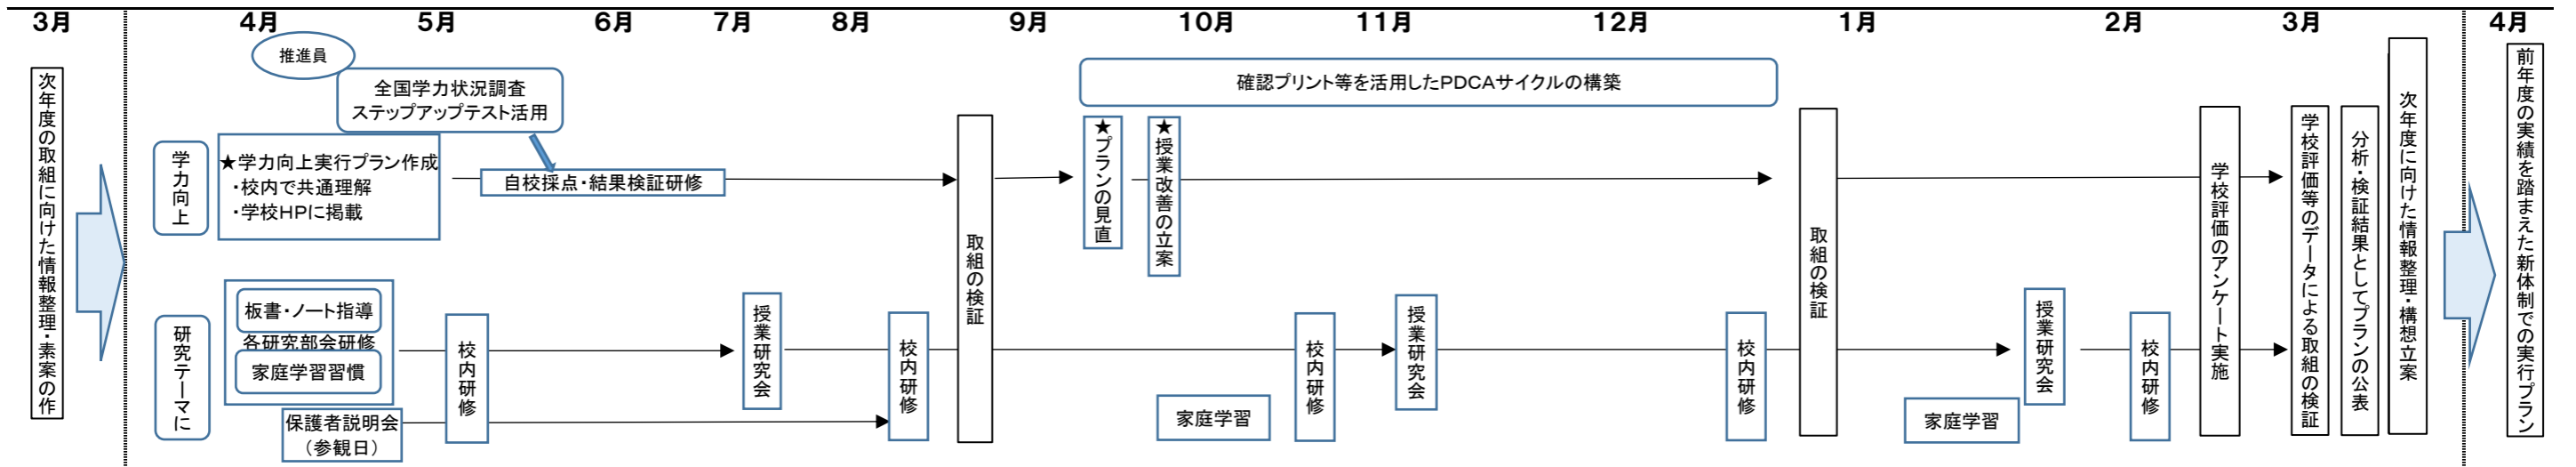 3月
4月
5月
6月
7月
8月
9月
10月
11月
12月
1月
2月
3月
4月
次年度の取組に向けた情報整理・素案の作
推進員
全国学力状況調査
ステップアップテスト活用
学力向上
★学力向上実行プラン作成
・校内で共通理解
・学校HPに掲載
自校採点・結果検証研修
研究テーマに
板書・ノート指導
各研究部会研修
家庭学習習慣
保護者説明会
（参観日）
校内研修
授業研究会
校内研修
取組の検証
確認プリント等を活用したPDCAサイクルの構築
★プランの見直
★授業改善の立案
家庭学習
校内研修
授業研究会
校内研修
取組の検証
家庭学習
授業研究会
校内研修
学校評価のアンケート実施
学校評価等のデータによる取組の検証
分析・検証結果としてプランの公表
次年度に向けた情報整理・構想立案
前年度の実績を踏まえた新体制での実行プラン